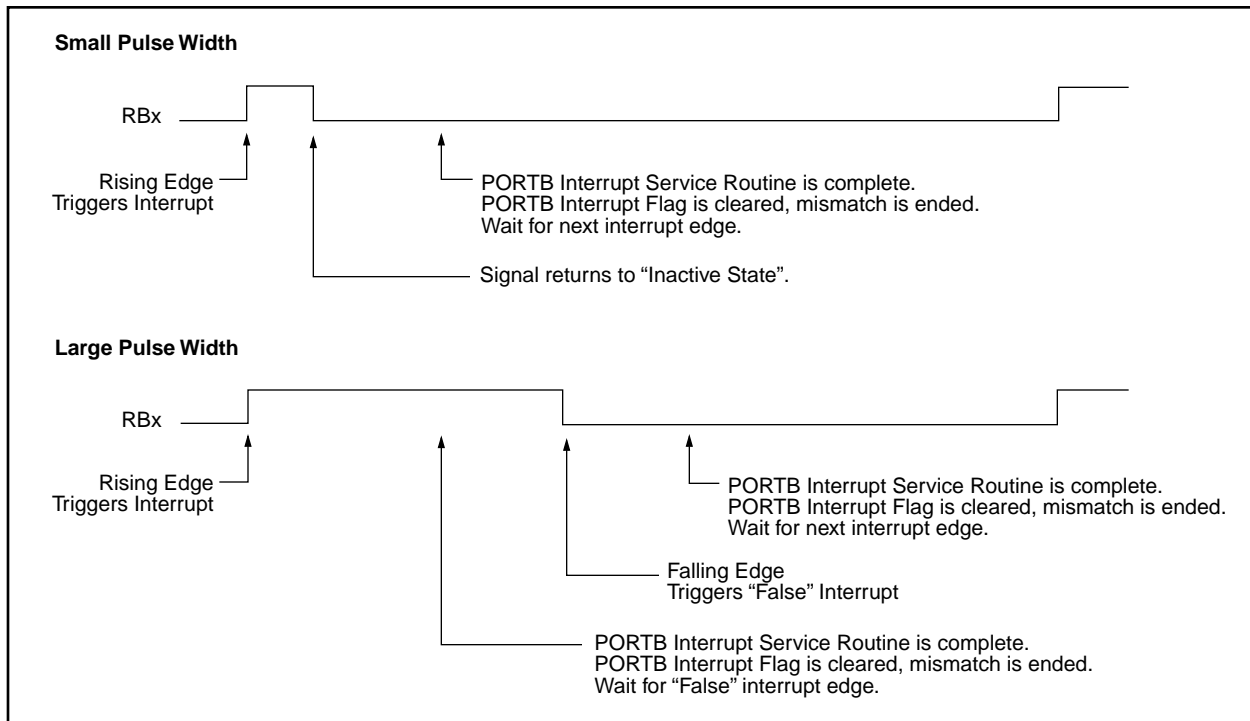 Small Pulse Width
RBx
Rising Edge
Triggers Interrupt
PORTB Interrupt Service Routine is complete.
PORTB Interrupt Flag is cleared, mismatch is ended.
Wait for next interrupt edge.
Signal returns to “Inactive State”.
Large Pulse Width
RBx
Rising Edge
Triggers Interrupt
PORTB Interrupt Service Routine is complete.
PORTB Interrupt Flag is cleared, mismatch is ended.
Wait for next interrupt edge.
Falling Edge
Triggers “False” Interrupt
PORTB Interrupt Service Routine is complete.
PORTB Interrupt Flag is cleared, mismatch is ended.
Wait for “False” interrupt edge.